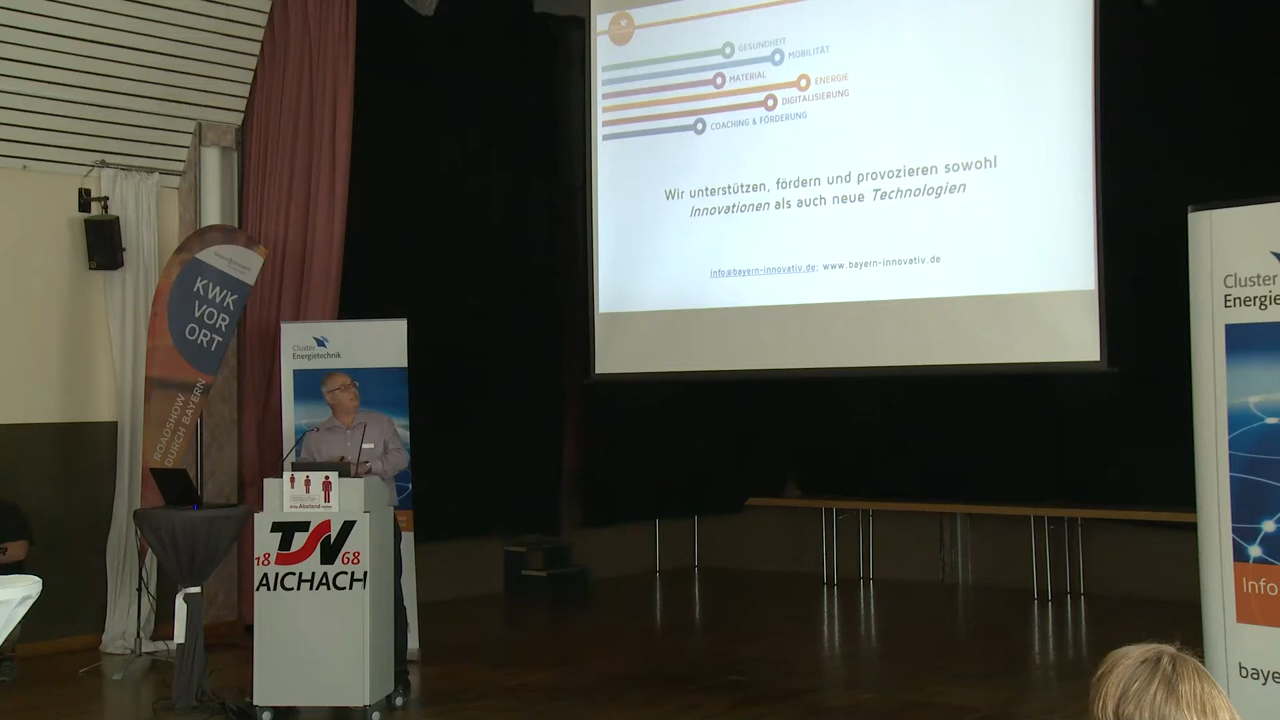 GESUNDHEIT
MOBILITÄT
MATERIAL
ENERGIE
DIGITALISIERUNG
COACHING & FÖRDERUNG
Wir unterstützen, fördern und provozieren sowohl
Innovationen als auch neue Technologien
info@bayern-innovativ.de; www.bayern-innovativ.de
KWK
VOR
ORT
ROADSHOW
DURCH BAYERN
Cluster
Energietechnik
Abstand
18 TSV 68
AICHACH
Cluster
Energie
Info
baye